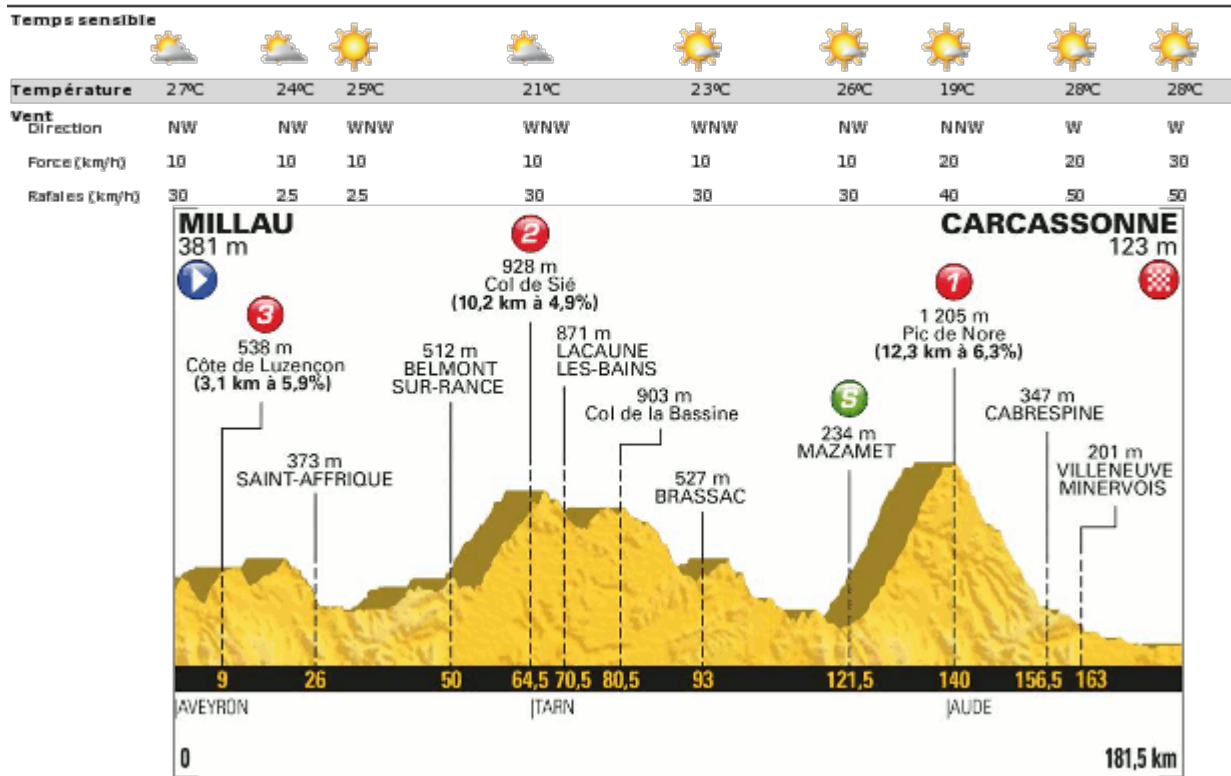 Temps sensible
Température 27ºC 24ºC 25ºC 21ºC 23ºC 26ºC 19ºC 28ºC 28ºC
Vent
Direction NW NW WNW WNW WNW NW NNW W W
Force (km/h) 10 10 10 10 10 10 20 20 30
Rafales (km/h) 30 25 25 30 30 30 40 50 50
MILLAU
381 m
CARCASSONNE
123 m
3
538 m
Côte de Luzençon
(3,1 km à 5,9%)
373 m
SAINT-AFFRIQUE
512 m
BELMONT
SUR-RANCE
2
928 m
Col de Sié
(10,2 km à 4,9%)
871 m
LACAUNE
LES-BAINS
903 m
Col de la Bassine
527 m
BRASSAC
S
234 m
MAZAMET
1
1 205 m
Pic de Nore
(12,3 km à 6,3%)
347 m
CABRESPINE
201 m
VILLENEUVE
MINERVOIS
9 26 50 64,5 70,5 80,5 93 121,5 140 156,5 163
AVEYRON TARN AUDE
0 181,5 km